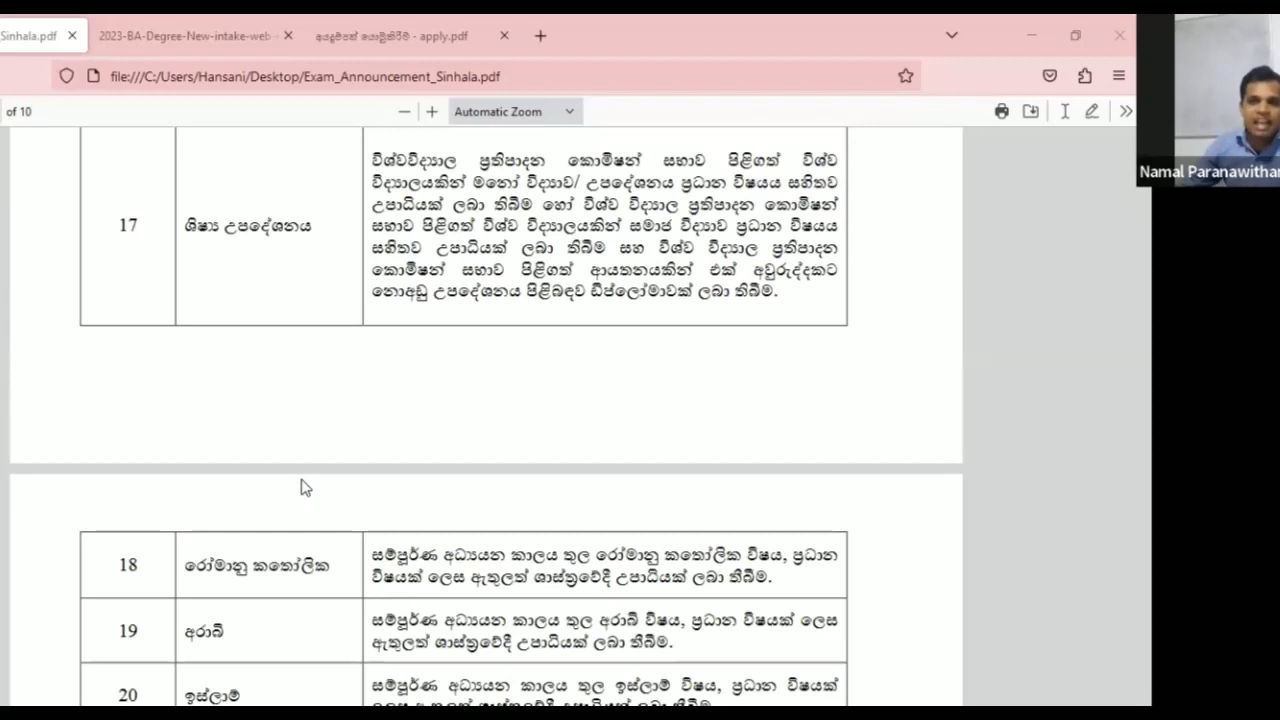 Sinhala.pdf
2023-BA-Degree-New-intake-web
අයදුම්පත් යොමුකිරීම - apply.pdf
file:///C:/Users/Hansani/Desktop/Exam_Announcement_Sinhala.pdf
of 10
Automatic Zoom
Namal Paranawithan
විශ්වවිද්‍යාල ප්‍රතිපාදන කොමිෂන් සභාව පිළිගත් විශ්ව
විද්‍යාලයකින් මනෝ විද්‍යාව/ උපදේශනය ප්‍රධාන විෂයය සහිතව
උපාධියක් ලබා තිබීම හෝ විශ්ව විද්‍යාල ප්‍රතිපාදන කොමිෂන්
17 ශිෂ්‍ය උපදේශනය සභාව පිළිගත් විශ්ව විද්‍යාලයකින් සමාජ විද්‍යාව ප්‍රධාන විෂයය
සහිතව උපාධියක් ලබා තිබීම සහ විශ්ව විද්‍යාල ප්‍රතිපාදන
කොමිෂන් සභාව පිළිගත් ආයතනයකින් එක් අවුරුද්දකට
නොඅඩු උපදේශනය පිළිබඳව ඩිප්ලෝමාවක් ලබා තිබීම.
18 රෝමානු කතෝලික සම්පූර්ණ අධ්‍යයන කාලය තුල රෝමානු කතෝලික විෂය, ප්‍රධාන
විෂයක් ලෙස ඇතුලත් ශාස්ත්‍රවේදී උපාධියක් ලබා තිබීම.
19 අරාබි සම්පූර්ණ අධ්‍යයන කාලය තුල අරාබි විෂය, ප්‍රධාන විෂයක් ලෙස
ඇතුලත් ශාස්ත්‍රවේදී උපාධියක් ලබා තිබීම.
20 ඉස්ලාම් සම්පූර්ණ අධ්‍යයන කාලය තුල ඉස්ලාම් විෂය, ප්‍රධාන විෂයක්